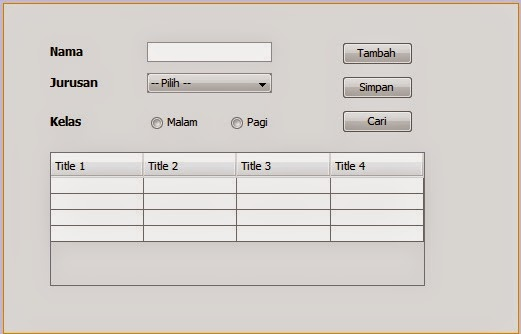 Nama
Tambah
Jurusan
-- Pilih --
Simpan
Kelas
Malam
Pagi
Cari
Title 1 Title 2 Title 3 Title 4